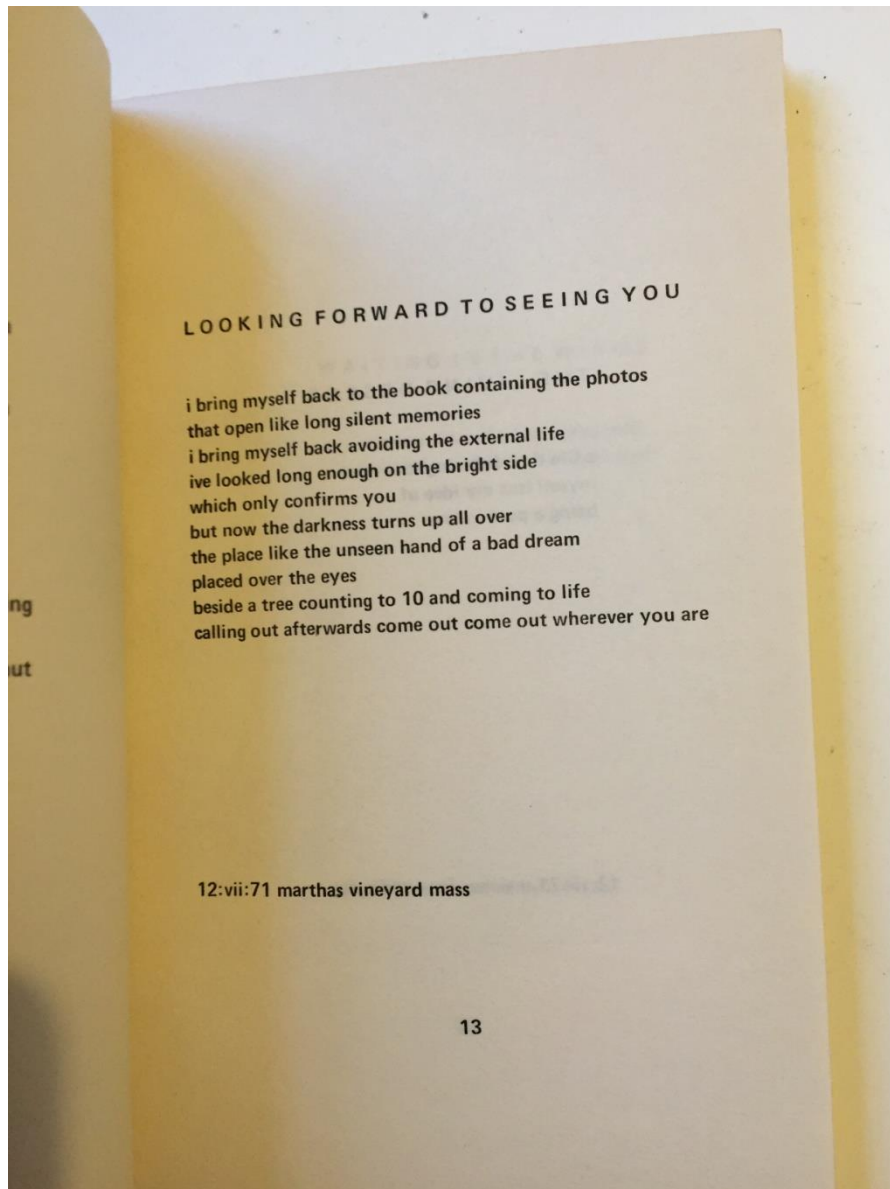 LOOKING FORWARD TO SEEING YOU
i bring myself back to the book containing the photos
that open like long silent memories
i bring myself back avoiding the external life
ive looked long enough on the bright side
which only confirms you
but now the darkness turns up all over
the place like the unseen hand of a bad dream
placed over the eyes
beside a tree counting to 10 and coming to life
calling out afterwards come out come out wherever you are
12:vii:71 marthas vineyard mass
13
ng
ut